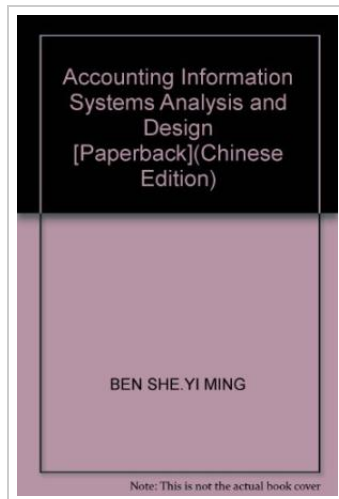 Accounting Information
Systems Analysis and
Design
[Paperback](Chinese
Edition)
BEN SHE.YI MING
Note: This is not the actual book cover